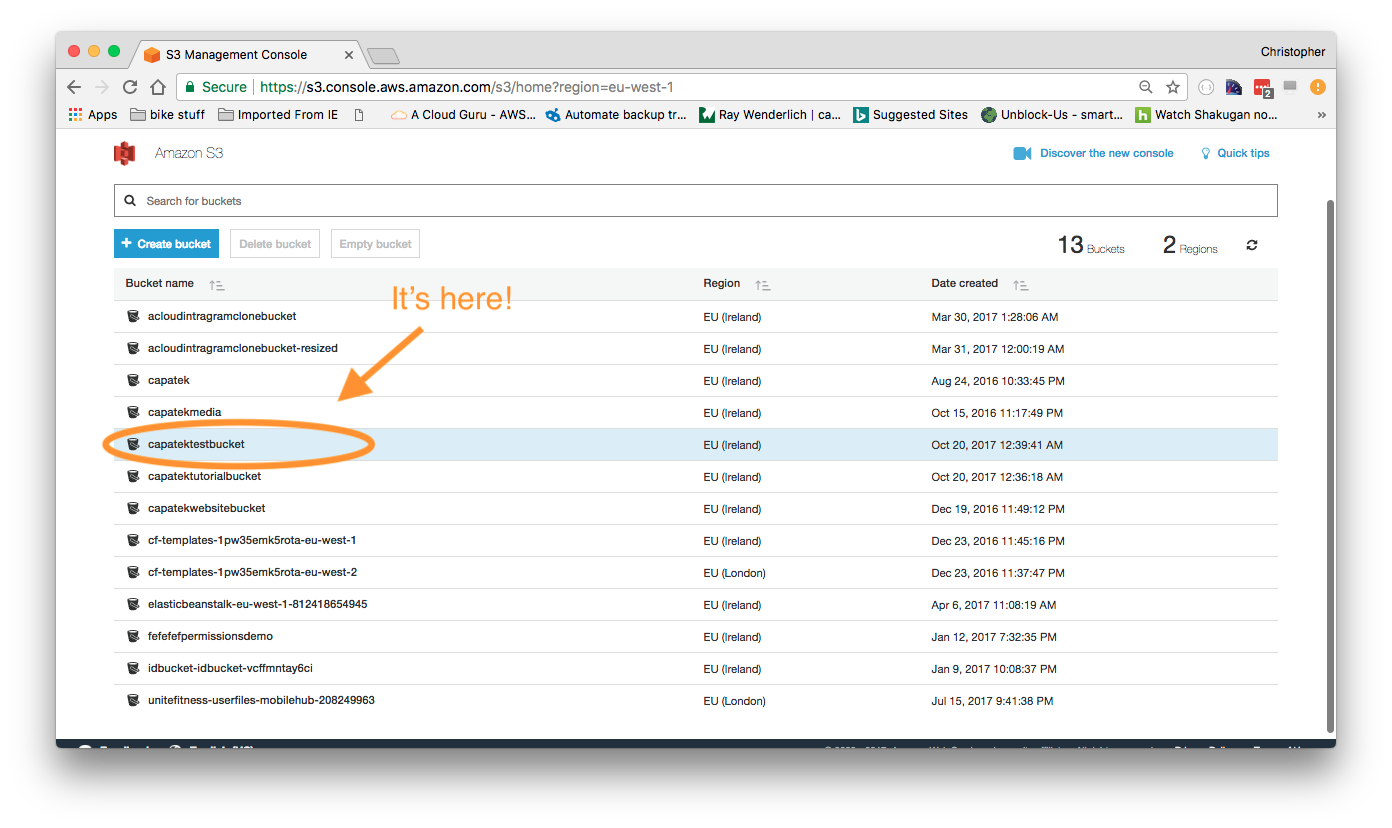 S3 Management Console
Christopher
Secure https://s3.console.aws.amazon.com/s3/home?region=eu-west-1
2
Apps bike stuff Imported From IE A Cloud Guru - AWS... Automate backup tr... Ray Wenderlich | ca... Suggested Sites Unblock-Us - smart... Watch Shakugan no... »
Amazon S3 Discover the new console Quick tips
Search for buckets
+ Create bucket Delete bucket Empty bucket 13 Buckets 2 Regions
Bucket name Region Date created
It's here!
acloudintragramclonebucket EU (Ireland) Mar 30, 2017 1:28:06 AM
acloudintragramclonebucket-resized EU (Ireland) Mar 31, 2017 12:00:19 AM
capatek EU (Ireland) Aug 24, 2016 10:33:45 PM
capatekmedia EU (Ireland) Oct 15, 2016 11:17:49 PM
capatektestbucket EU (Ireland) Oct 20, 2017 12:39:41 AM
capatektutorialbucket EU (Ireland) Oct 20, 2017 12:36:18 AM
capatekwebsitebucket EU (Ireland) Dec 19, 2016 11:49:12 PM
cf-templates-1pw35emk5rota-eu-west-1 EU (Ireland) Dec 23, 2016 11:45:16 PM
cf-templates-1pw35emk5rota-eu-west-2 EU (London) Dec 23, 2016 11:37:47 PM
elasticbeanstalk-eu-west-1-812418654945 EU (Ireland) Apr 6, 2017 11:08:19 AM
fefefefpermissionsdemo EU (Ireland) Jan 12, 2017 7:32:35 PM
idbucket-idbucket-vcffmntay6ci EU (Ireland) Jan 9, 2017 10:08:37 PM
unitefitness-userfiles-mobilehub-208249963 EU (London) Jul 15, 2017 9:41:38 PM